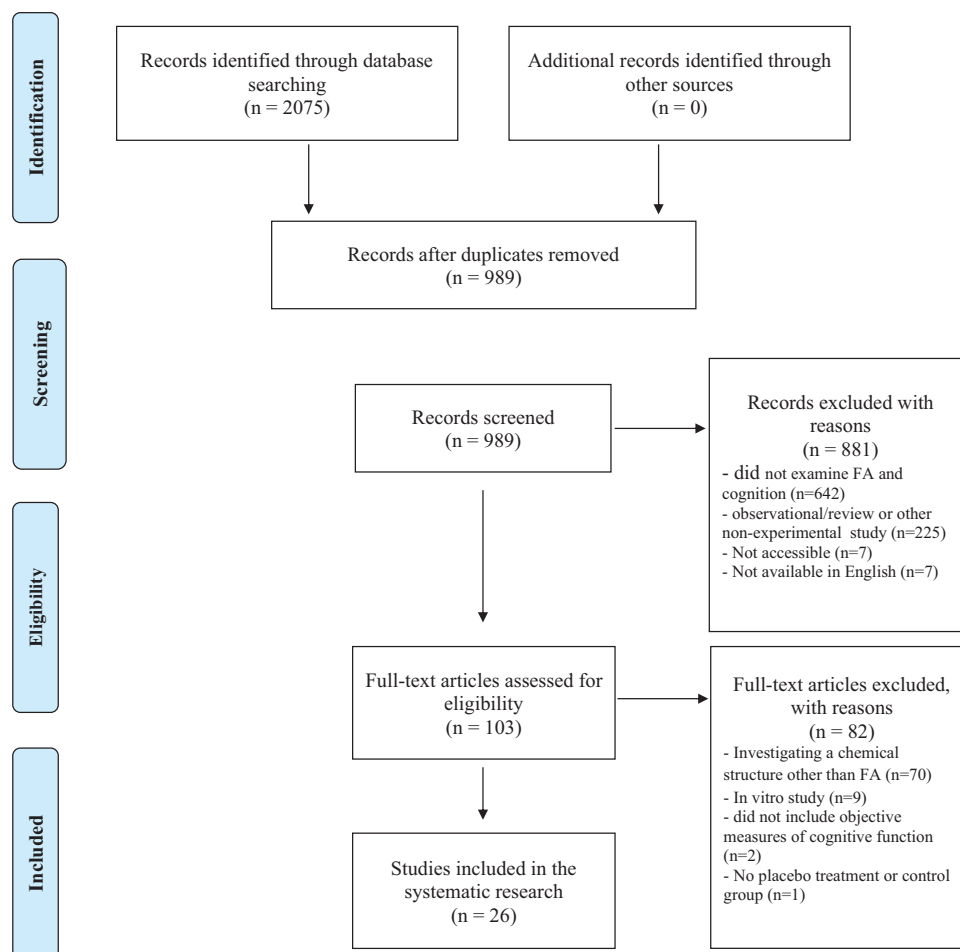 Identification
Records identified through database
searching
(n = 2075)
Additional records identified through
other sources
(n = 0)
Records after duplicates removed
(n = 989)
Screening
Records screened
(n = 989)
Records excluded with
reasons
(n = 881)
- did not examine FA and
cognition (n=642)
- observational/review or other
non-experimental study (n=225)
- Not accessible (n=7)
- Not available in English (n=7)
Eligibility
Full-text articles assessed for
eligibility
(n = 103)
Full-text articles excluded,
with reasons
(n = 82)
- Investigating a chemical
structure other than FA (n=70)
- In vitro study (n=9)
- did not include objective
measures of cognitive function
(n=2)
- No placebo treatment or control
group (n=1)
Included
Studies included in the
systematic research
(n = 26)